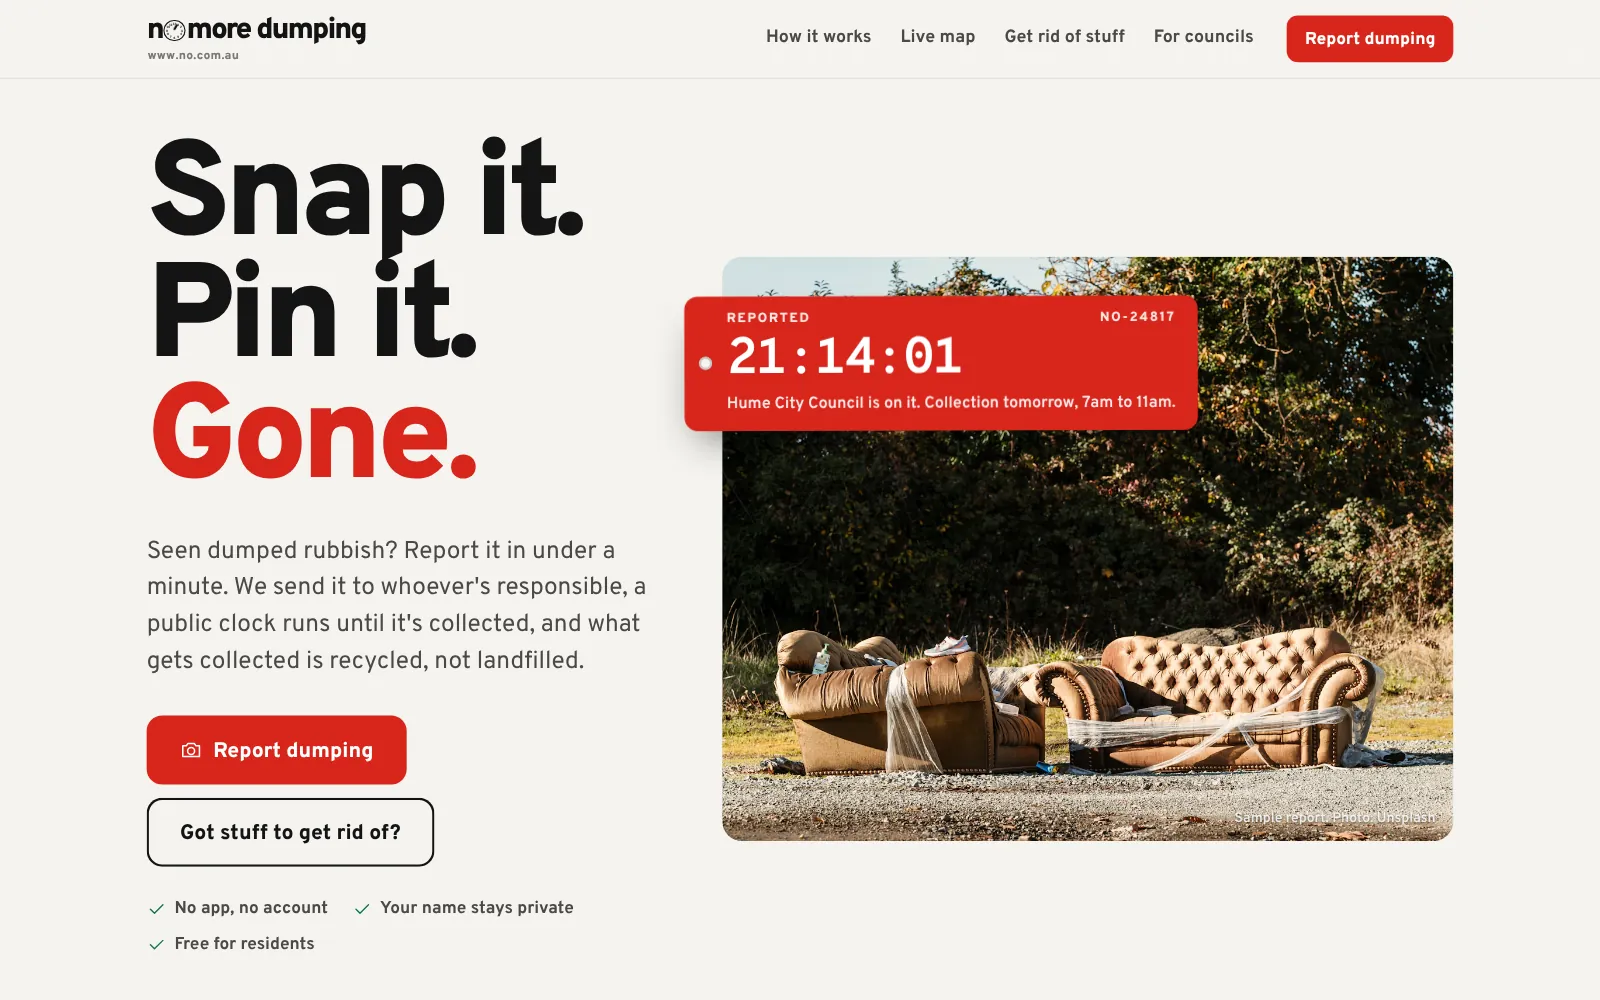 nomore dumping
www.no.com.au
How it works
Live map
Get rid of stuff
For councils
Report dumping
Snap it.
Pin it.
Gone.
REPORTED
NO-24817
21:14:01
Hume City Council is on it. Collection tomorrow, 7am to 11am.
Seen dumped rubbish? Report it in under a
minute. We send it to whoever's responsible, a
public clock runs until it's collected, and what
gets collected is recycled, not landfilled.
Report dumping
Got stuff to get rid of?
No app, no account
Your name stays private
Free for residents
Sample report. Photo: Unsplash